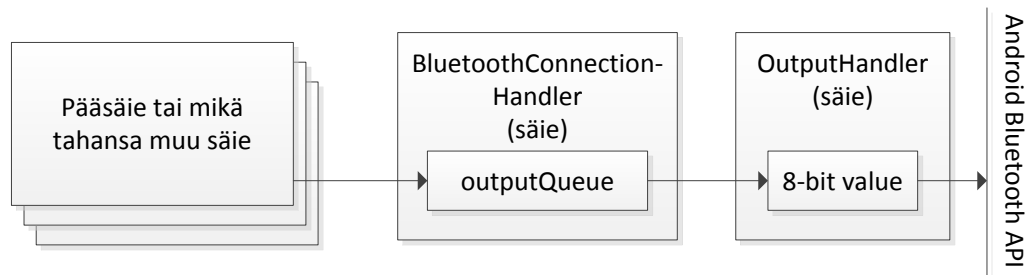 Pääsäie tai mikä
tahansa muu säie
BluetoothConnection-
Handler
(säie)
outputQueue
OutputHandler
(säie)
8-bit value
Android Bluetooth API